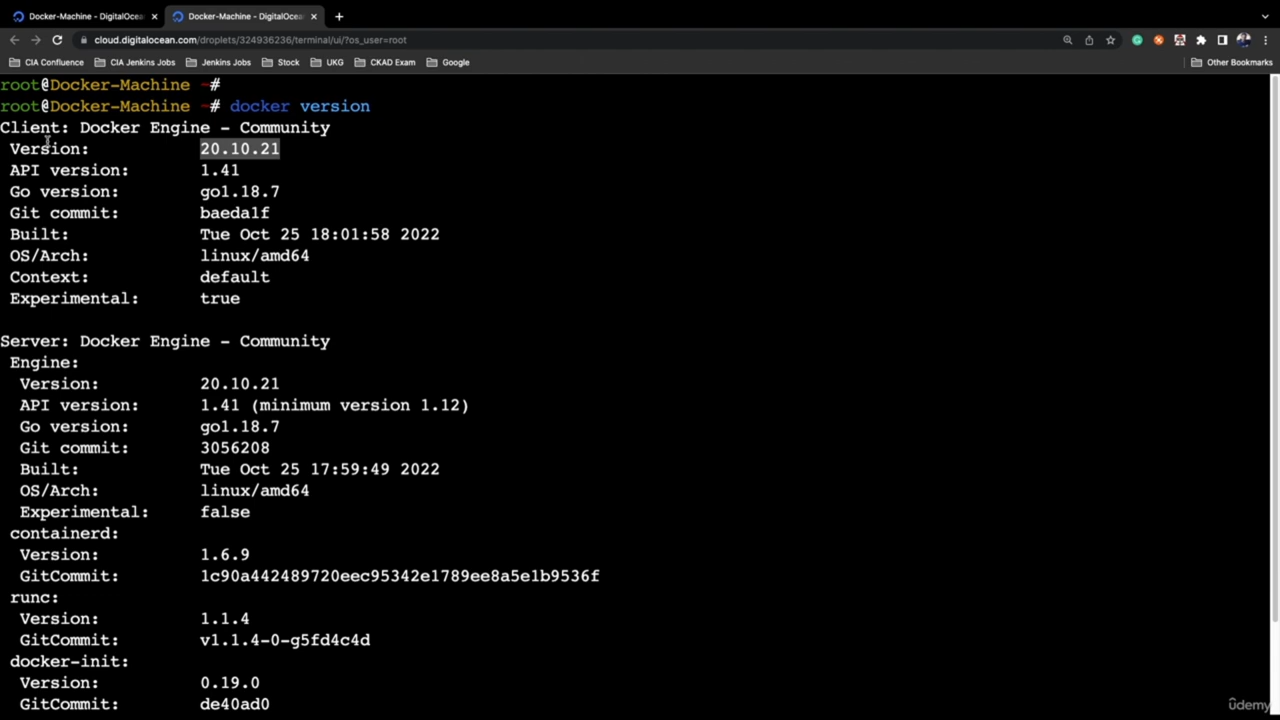 Docker-Machine - DigitalOcea
Docker-Machine - DigitalOcea
cloud.digitalocean.com/droplets/324936236/terminal/ui/?os_user=root
CIA Confluence CIA Jenkins Jobs Jenkins Jobs Stock UKG CKAD Exam Google Other Bookmarks
root@Docker-Machine ~#
root@Docker-Machine ~# docker version
Client: Docker Engine - Community
Version: 20.10.21
API version: 1.41
Go version: go1.18.7
Git commit: baeda1f
Built: Tue Oct 25 18:01:58 2022
OS/Arch: linux/amd64
Context: default
Experimental: true
Server: Docker Engine - Community
Engine:
Version: 20.10.21
API version: 1.41 (minimum version 1.12)
Go version: go1.18.7
Git commit: 3056208
Built: Tue Oct 25 17:59:49 2022
OS/Arch: linux/amd64
Experimental: false
containerd:
Version: 1.6.9
GitCommit: 1c90a442489720eec95342e1789ee8a5e1b9536f
runc:
Version: 1.1.4
GitCommit: v1.1.4-0-g5fd4c4d
docker-init:
Version: 0.19.0
GitCommit: de40ad0
ûdemy